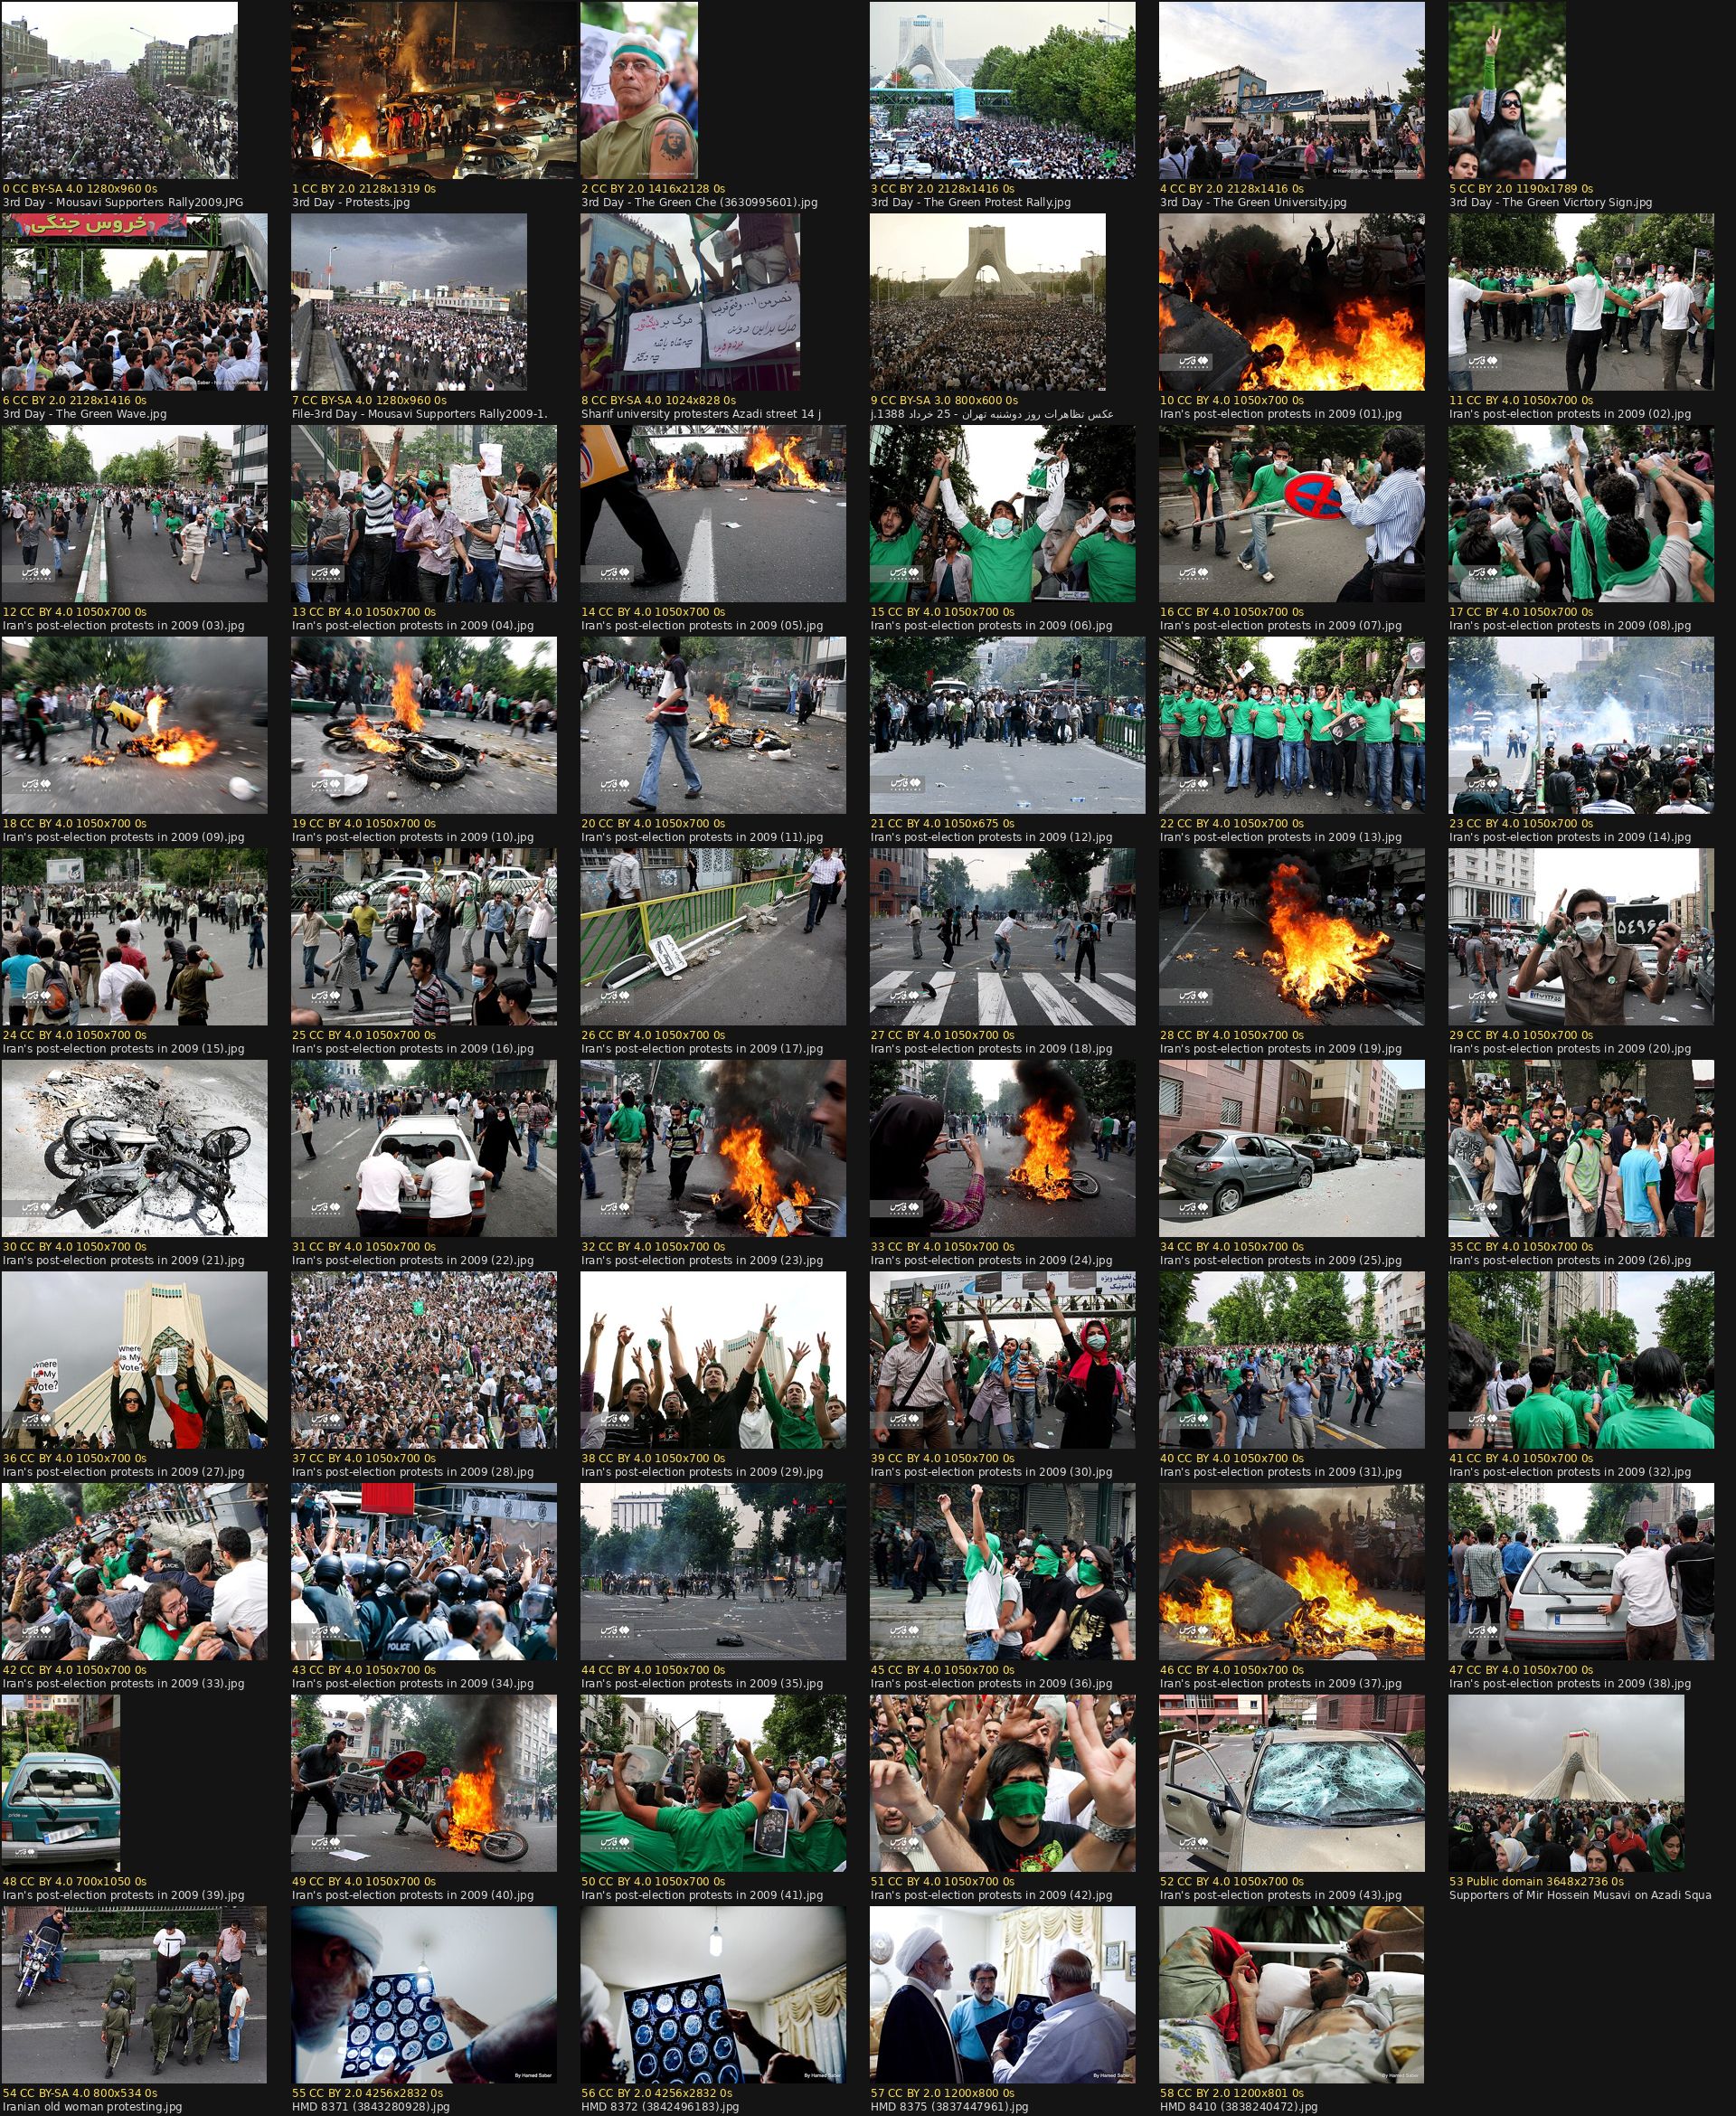 0 CC BY-SA 4.0 1280x960 0s
3rd Day - Mousavi Supporters Rally2009.JPG
1 CC BY 2.0 2128x1319 0s
3rd Day - Protests.jpg
2 CC BY 2.0 1416x2128 0s
3rd Day - The Green Che (3630995601).jpg
3 CC BY 2.0 2128x1416 0s
3rd Day - The Green Protest Rally.jpg
4 CC BY 2.0 2128x1416 0s
3rd Day - The Green University.jpg
5 CC BY 2.0 1190x1789 0s
3rd Day - The Green Vicrtory Sign.jpg
خروس جنگی
6 CC BY 2.0 2128x1416 0s
3rd Day - The Green Wave.jpg
7 CC BY-SA 4.0 1280x960 0s
File-3rd Day - Mousavi Supporters Rally2009-1.
مرگ بر دیکتاتور
چه شاه باشه
چه دکتر
8 CC BY-SA 4.0 1024x828 0s
Sharif university protesters Azadi street 14 j
9 CC BY-SA 3.0 800x600 0s
عکس تظاهرات روز دوشنبه تهران - 25 خرداد 1388.j
10 CC BY 4.0 1050x700 0s
Iran's post-election protests in 2009 (01).jpg
11 CC BY 4.0 1050x700 0s
Iran's post-election protests in 2009 (02).jpg
12 CC BY 4.0 1050x700 0s
Iran's post-election protests in 2009 (03).jpg
13 CC BY 4.0 1050x700 0s
Iran's post-election protests in 2009 (04).jpg
14 CC BY 4.0 1050x700 0s
Iran's post-election protests in 2009 (05).jpg
15 CC BY 4.0 1050x700 0s
Iran's post-election protests in 2009 (06).jpg
16 CC BY 4.0 1050x700 0s
Iran's post-election protests in 2009 (07).jpg
17 CC BY 4.0 1050x700 0s
Iran's post-election protests in 2009 (08).jpg
18 CC BY 4.0 1050x700 0s
Iran's post-election protests in 2009 (09).jpg
19 CC BY 4.0 1050x700 0s
Iran's post-election protests in 2009 (10).jpg
20 CC BY 4.0 1050x700 0s
Iran's post-election protests in 2009 (11).jpg
21 CC BY 4.0 1050x675 0s
Iran's post-election protests in 2009 (12).jpg
22 CC BY 4.0 1050x700 0s
Iran's post-election protests in 2009 (13).jpg
23 CC BY 4.0 1050x700 0s
Iran's post-election protests in 2009 (14).jpg
24 CC BY 4.0 1050x700 0s
Iran's post-election protests in 2009 (15).jpg
25 CC BY 4.0 1050x700 0s
Iran's post-election protests in 2009 (16).jpg
26 CC BY 4.0 1050x700 0s
Iran's post-election protests in 2009 (17).jpg
27 CC BY 4.0 1050x700 0s
Iran's post-election protests in 2009 (18).jpg
28 CC BY 4.0 1050x700 0s
Iran's post-election protests in 2009 (19).jpg
29 CC BY 4.0 1050x700 0s
Iran's post-election protests in 2009 (20).jpg
30 CC BY 4.0 1050x700 0s
Iran's post-election protests in 2009 (21).jpg
31 CC BY 4.0 1050x700 0s
Iran's post-election protests in 2009 (22).jpg
32 CC BY 4.0 1050x700 0s
Iran's post-election protests in 2009 (23).jpg
33 CC BY 4.0 1050x700 0s
Iran's post-election protests in 2009 (24).jpg
34 CC BY 4.0 1050x700 0s
Iran's post-election protests in 2009 (25).jpg
35 CC BY 4.0 1050x700 0s
Iran's post-election protests in 2009 (26).jpg
Where
Is My
Vote?
Where
Is My
Vote?
36 CC BY 4.0 1050x700 0s
Iran's post-election protests in 2009 (27).jpg
37 CC BY 4.0 1050x700 0s
Iran's post-election protests in 2009 (28).jpg
38 CC BY 4.0 1050x700 0s
Iran's post-election protests in 2009 (29).jpg
39 CC BY 4.0 1050x700 0s
Iran's post-election protests in 2009 (30).jpg
40 CC BY 4.0 1050x700 0s
Iran's post-election protests in 2009 (31).jpg
41 CC BY 4.0 1050x700 0s
Iran's post-election protests in 2009 (32).jpg
42 CC BY 4.0 1050x700 0s
Iran's post-election protests in 2009 (33).jpg
POLICE
43 CC BY 4.0 1050x700 0s
Iran's post-election protests in 2009 (34).jpg
44 CC BY 4.0 1050x700 0s
Iran's post-election protests in 2009 (35).jpg
45 CC BY 4.0 1050x700 0s
Iran's post-election protests in 2009 (36).jpg
46 CC BY 4.0 1050x700 0s
Iran's post-election protests in 2009 (37).jpg
47 CC BY 4.0 1050x700 0s
Iran's post-election protests in 2009 (38).jpg
48 CC BY 4.0 700x1050 0s
Iran's post-election protests in 2009 (39).jpg
49 CC BY 4.0 1050x700 0s
Iran's post-election protests in 2009 (40).jpg
50 CC BY 4.0 1050x700 0s
Iran's post-election protests in 2009 (41).jpg
51 CC BY 4.0 1050x700 0s
Iran's post-election protests in 2009 (42).jpg
52 CC BY 4.0 1050x700 0s
Iran's post-election protests in 2009 (43).jpg
53 Public domain 3648x2736 0s
Supporters of Mir Hossein Musavi on Azadi Squa
54 CC BY-SA 4.0 800x534 0s
Iranian old woman protesting.jpg
By Hamed Saber
55 CC BY 2.0 4256x2832 0s
HMD 8371 (3843280928).jpg
By Hamed Saber
56 CC BY 2.0 4256x2832 0s
HMD 8372 (3842496183).jpg
By Hamed Saber
57 CC BY 2.0 1200x800 0s
HMD 8375 (3837447961).jpg
By Hamed Saber
58 CC BY 2.0 1200x801 0s
HMD 8410 (3838240472).jpg